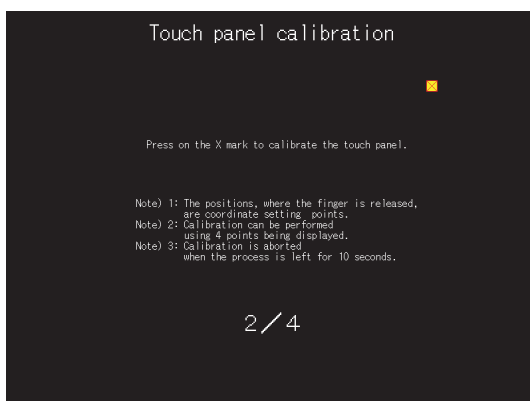 Touch panel calibration
X
Press on the X mark to calibrate the touch panel.
Note) 1: The positions, where the finger is released,
are coordinate setting points.
Note) 2: Calibration can be performed
using 4 points being displayed.
Note) 3: Calibration is aborted
when the process is left for 10 seconds.
2/4